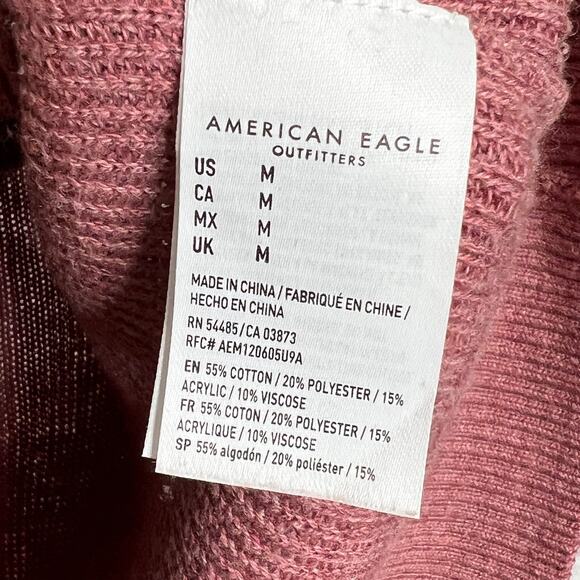 AMERICAN EAGLE
OUTFITTERS
US M
CA M
MX M
UK M
MADE IN CHINA / FABRIQUÉ EN CHINE /
HECHO EN CHINA
RN 54485/CA 03873
RFC# AEM120605U9A
EN 55% COTTON / 20% POLYESTER / 15%
ACRYLIC / 10% VISCOSE
FR 55% COTON / 20% POLYESTER / 15%
ACRYLIQUE / 10% VISCOSE
SP 55% algodón / 20% poliéster / 15%